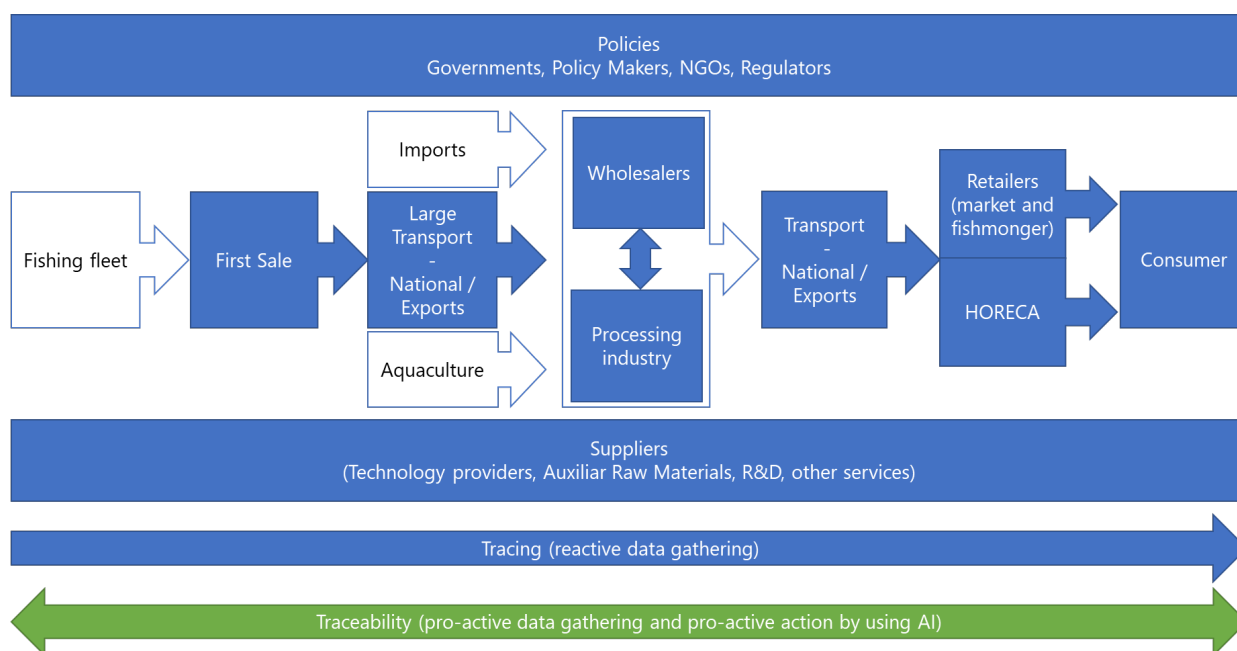 Policies
Governments, Policy Makers, NGOs, Regulators
Imports
Wholesalers
Fishing fleet
First Sale
Large
Transport
-
National /
Exports
Aquaculture
Processing
industry
Transport
-
National /
Exports
Retailers
(market and
fishmonger)
HORECA
Consumer
Suppliers
(Technology providers, Auxiliar Raw Materials, R&D, other services)
Tracing (reactive data gathering)
Traceability (pro-active data gathering and pro-active action by using AI)